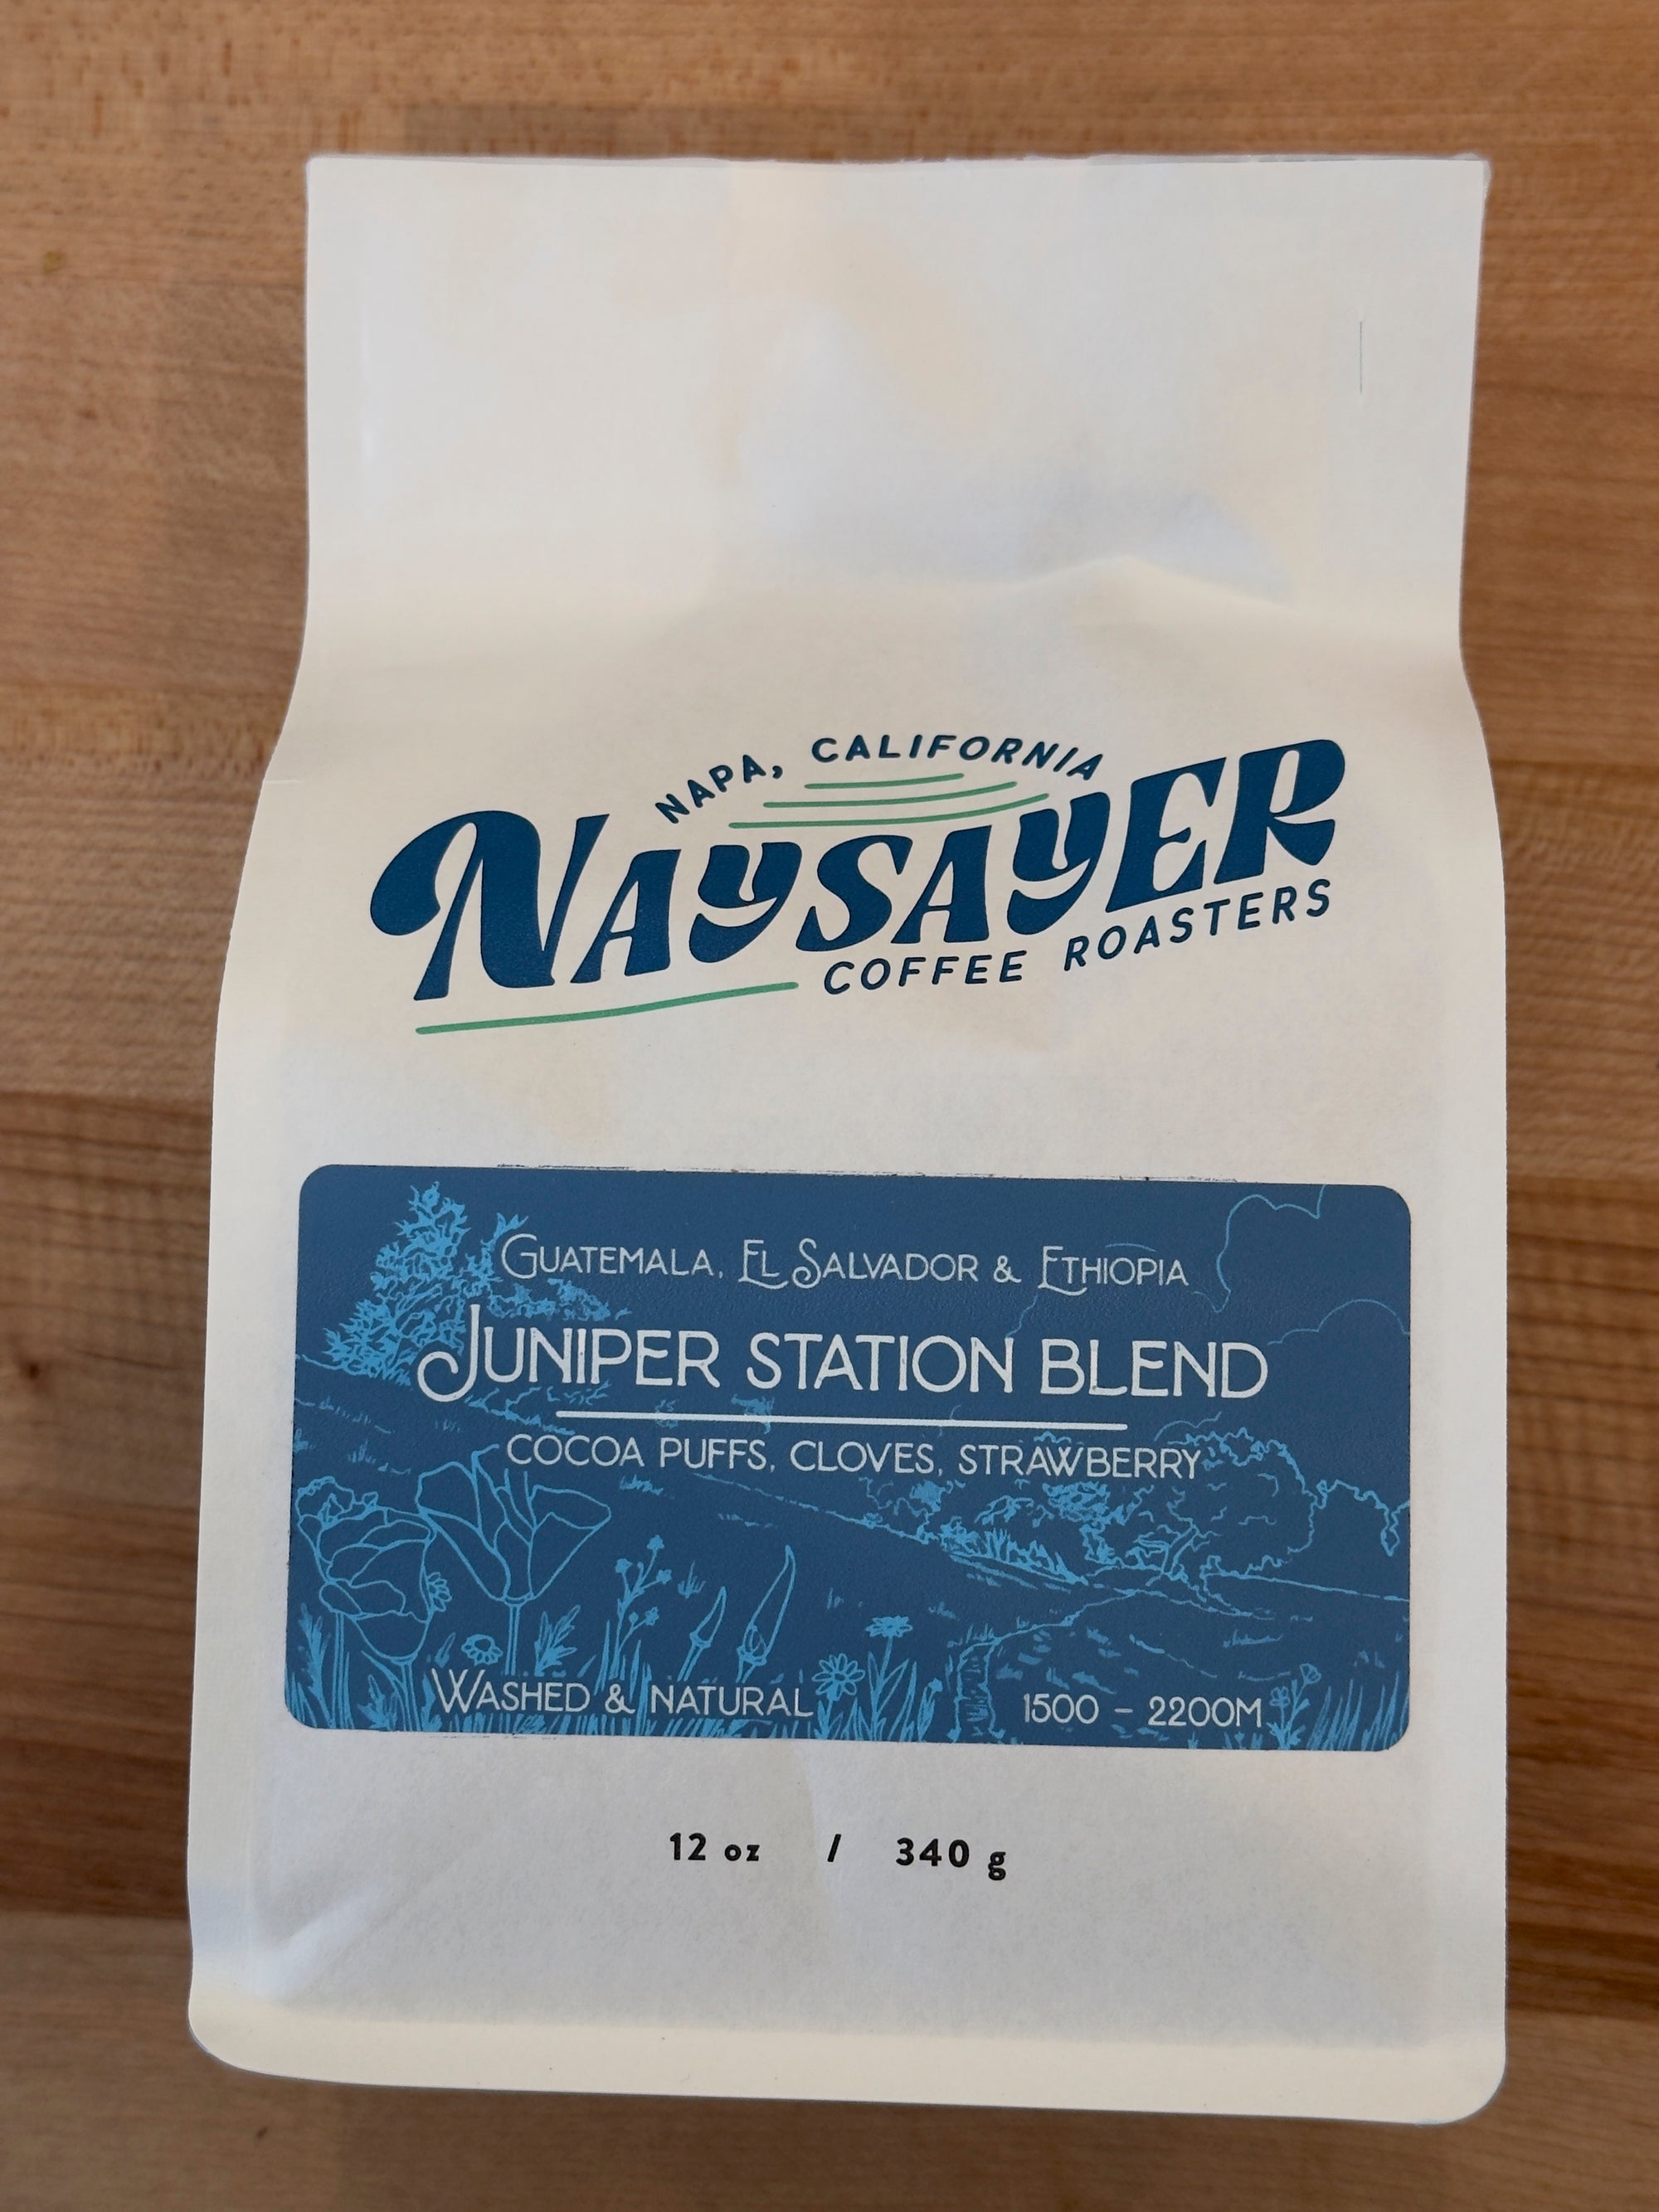 NAPA, CALIFORNIA
NAYSAYER
COFFEE ROASTERS
GUATEMALA, EL SALVADOR & ETHIOPIA
JUNIPER STATION BLEND
COCOA PUFFS, CLOVES, STRAWBERRY
WASHED & NATURAL 1500 – 2200M
12 oz / 340 g